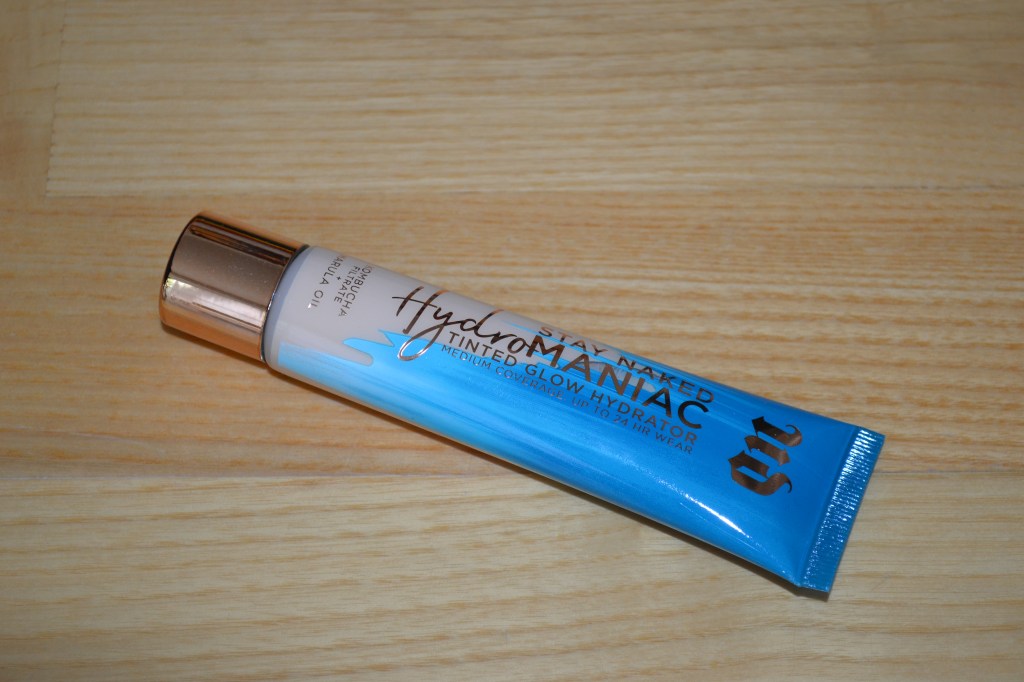 STAY NAKED
HydroMANIAC
TINTED GLOW HYDRATOR
MEDIUM COVERAGE. UP TO 24 HR WEAR
KOMBUCHA
FILTRATE
+
MARULA OIL
UD